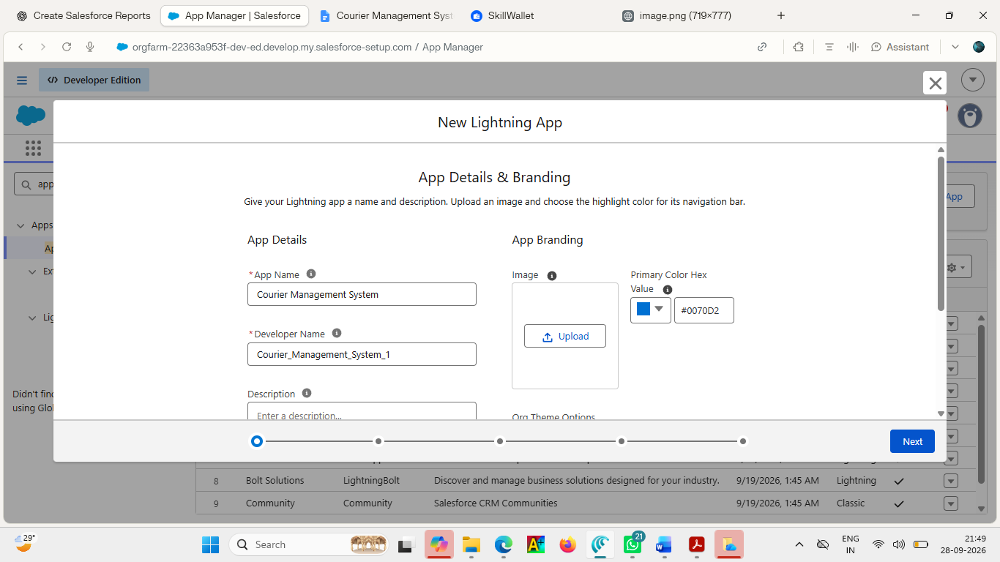 Create Salesforce Reports
App Manager | Salesforce
Courier Management Syst
SkillWallet
image.png (719×777)
orgfarm-22363a953f-dev-ed.develop.my.salesforce-setup.com / App Manager
Assistant
Developer Edition
New Lightning App
app
App
Apps
Ap
Ex
Lig
Didn't find
using Glo
App Details & Branding
Give your Lightning app a name and description. Upload an image and choose the highlight color for its navigation bar.
App Details
App Branding
*App Name
Image
Primary Color Hex
Value
Courier Management System
#0070D2
*Developer Name
Upload
Courier_Management_System_1
Description
Enter a description...
Org Theme Options
Next
8 Bolt Solutions LightningBolt Discover and manage business solutions designed for your industry. 9/19/2026, 1:45 AM Lightning
9 Community Community Salesforce CRM Communities 9/19/2026, 1:45 AM Classic
29°
Search
21
ENG
IN
21:49
28-09-2026